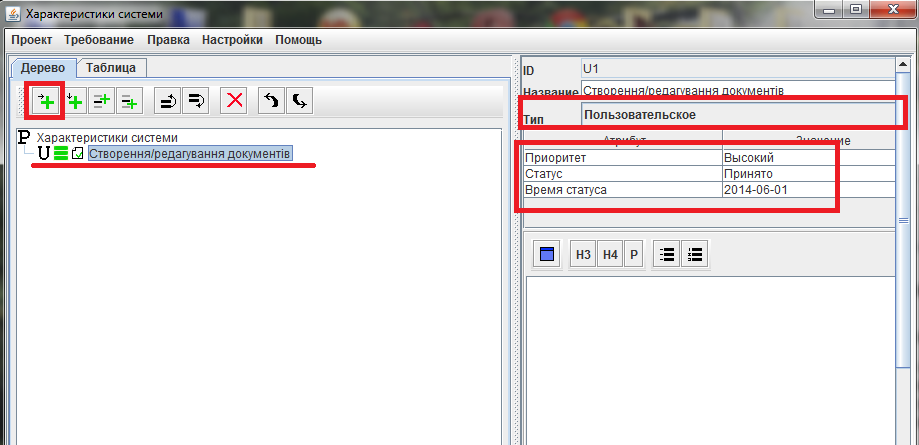 Характеристики системи
Проект Требование Правка Настройки Помощь
Дерево Таблица
P Характеристики системи
U Створення/редагування документів
ID U1
Название Створення/редагування документів
Тип Пользовательское
Атрибут Значение
Приоритет Высокий
Статус Принято
Время статуса 2014-06-01
H3 H4 P